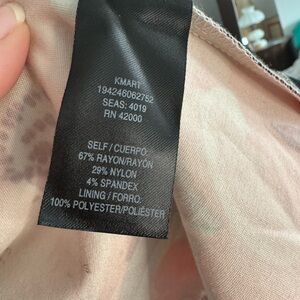 KMART
194246062752
SEAS: 4019
RN 42000
SELF / CUERPO:
67% RAYON/RAYÓN
29% NYLON
4% SPANDEX
LINING / FORRO:
100% POLYESTER/POLIÉSTER